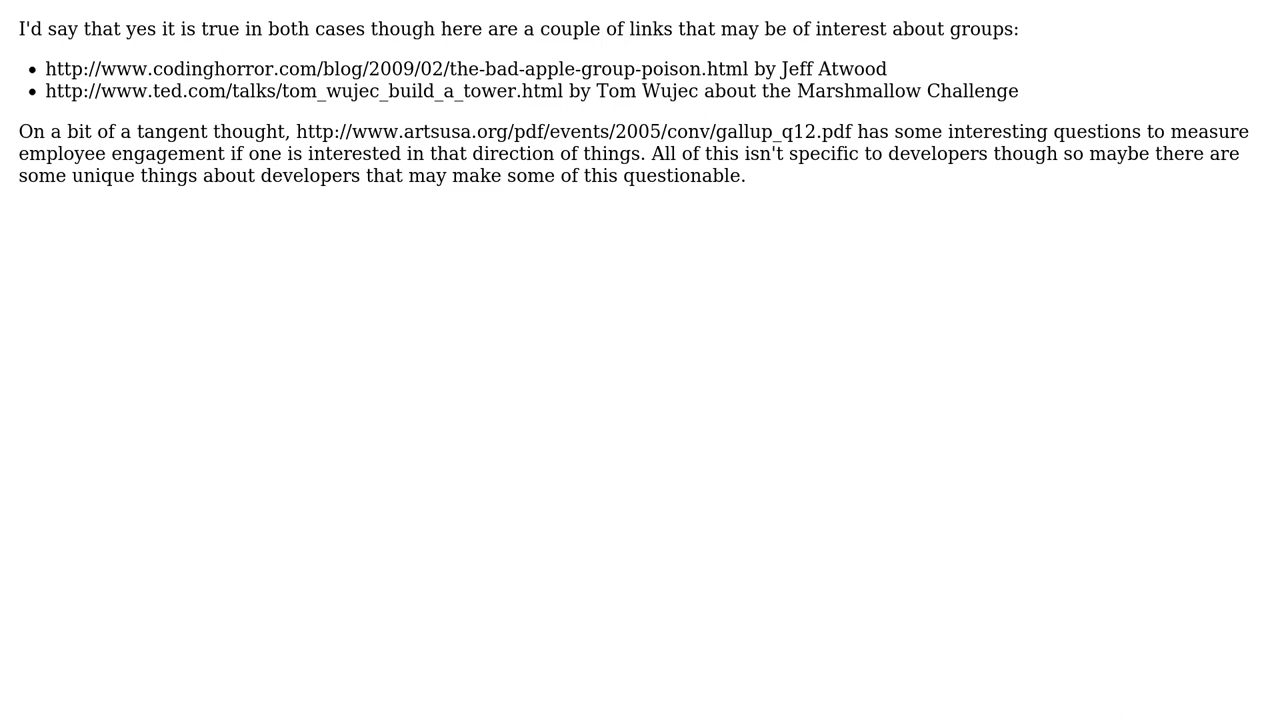 I'd say that yes it is true in both cases though here are a couple of links that may be of interest about groups:
• http://www.codinghorror.com/blog/2009/02/the-bad-apple-group-poison.html by Jeff Atwood
• http://www.ted.com/talks/tom_wujec_build_a_tower.html by Tom Wujec about the Marshmallow Challenge
On a bit of a tangent thought, http://www.artsusa.org/pdf/events/2005/conv/gallup_q12.pdf has some interesting questions to measure
employee engagement if one is interested in that direction of things. All of this isn't specific to developers though so maybe there are
some unique things about developers that may make some of this questionable.